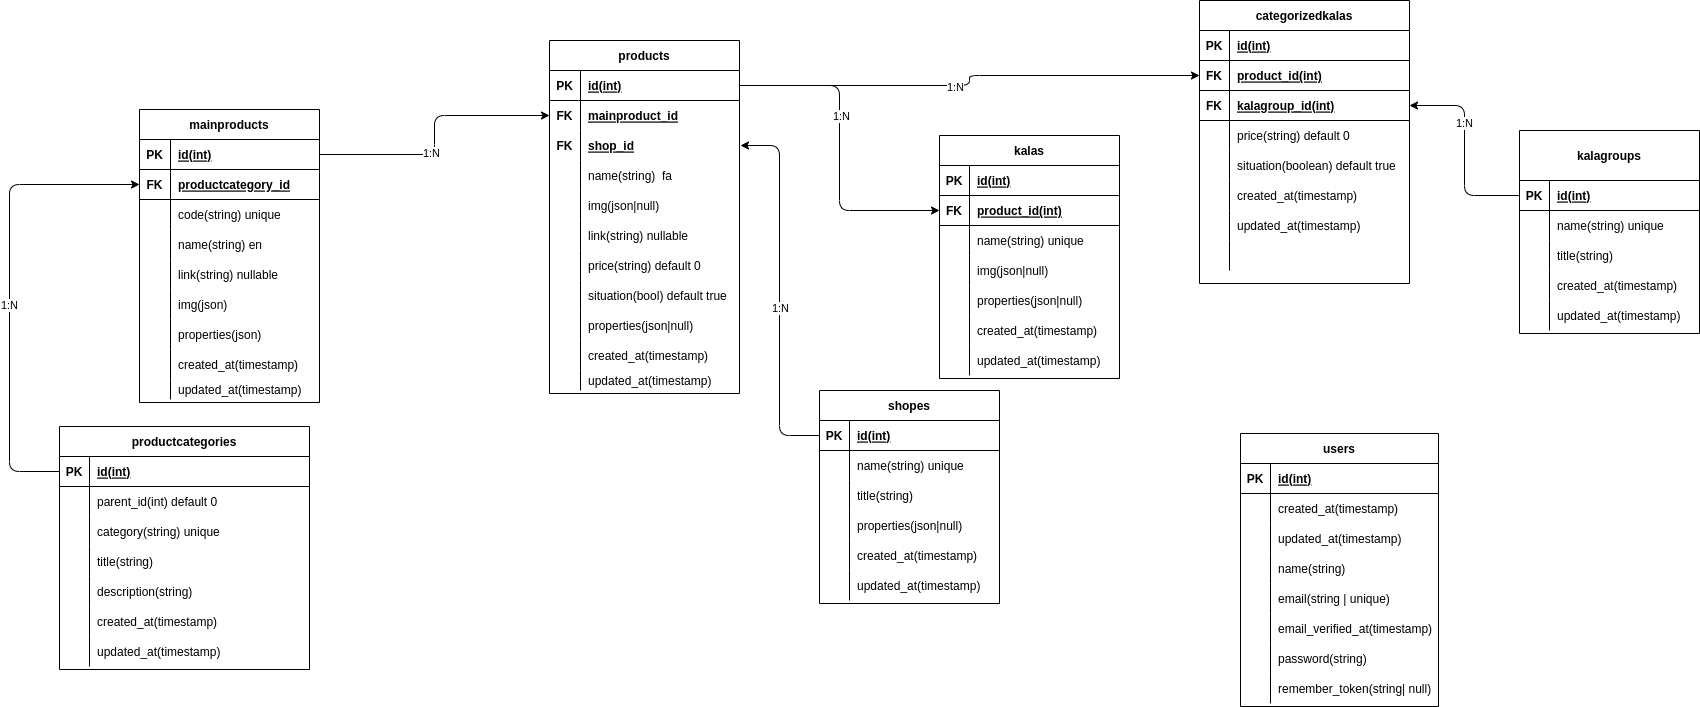 mainproducts
PK id(int)
FK productcategory_id
code(string) unique
name(string) en
link(string) nullable
img(json)
properties(json)
created_at(timestamp)
updated_at(timestamp)
1:N
productcategories
PK id(int)
parent_id(int) default 0
category(string) unique
title(string)
description(string)
created_at(timestamp)
updated_at(timestamp)
1:N
products
PK id(int)
FK mainproduct_id
FK shop_id
name(string) fa
img(json|null)
link(string) nullable
price(string) default 0
situation(bool) default true
properties(json|null)
created_at(timestamp)
updated_at(timestamp)
1:N
1:N
1:N
kalas
PK id(int)
FK product_id(int)
name(string) unique
img(json|null)
properties(json|null)
created_at(timestamp)
updated_at(timestamp)
shopes
PK id(int)
name(string) unique
title(string)
properties(json|null)
created_at(timestamp)
updated_at(timestamp)
categorizedkalas
PK id(int)
FK product_id(int)
FK kalagroup_id(int)
price(string) default 0
situation(boolean) default true
created_at(timestamp)
updated_at(timestamp)
1:N
kalagroups
PK id(int)
name(string) unique
title(string)
created_at(timestamp)
updated_at(timestamp)
users
PK id(int)
created_at(timestamp)
updated_at(timestamp)
name(string)
email(string | unique)
email_verified_at(timestamp)
password(string)
remember_token(string| null)